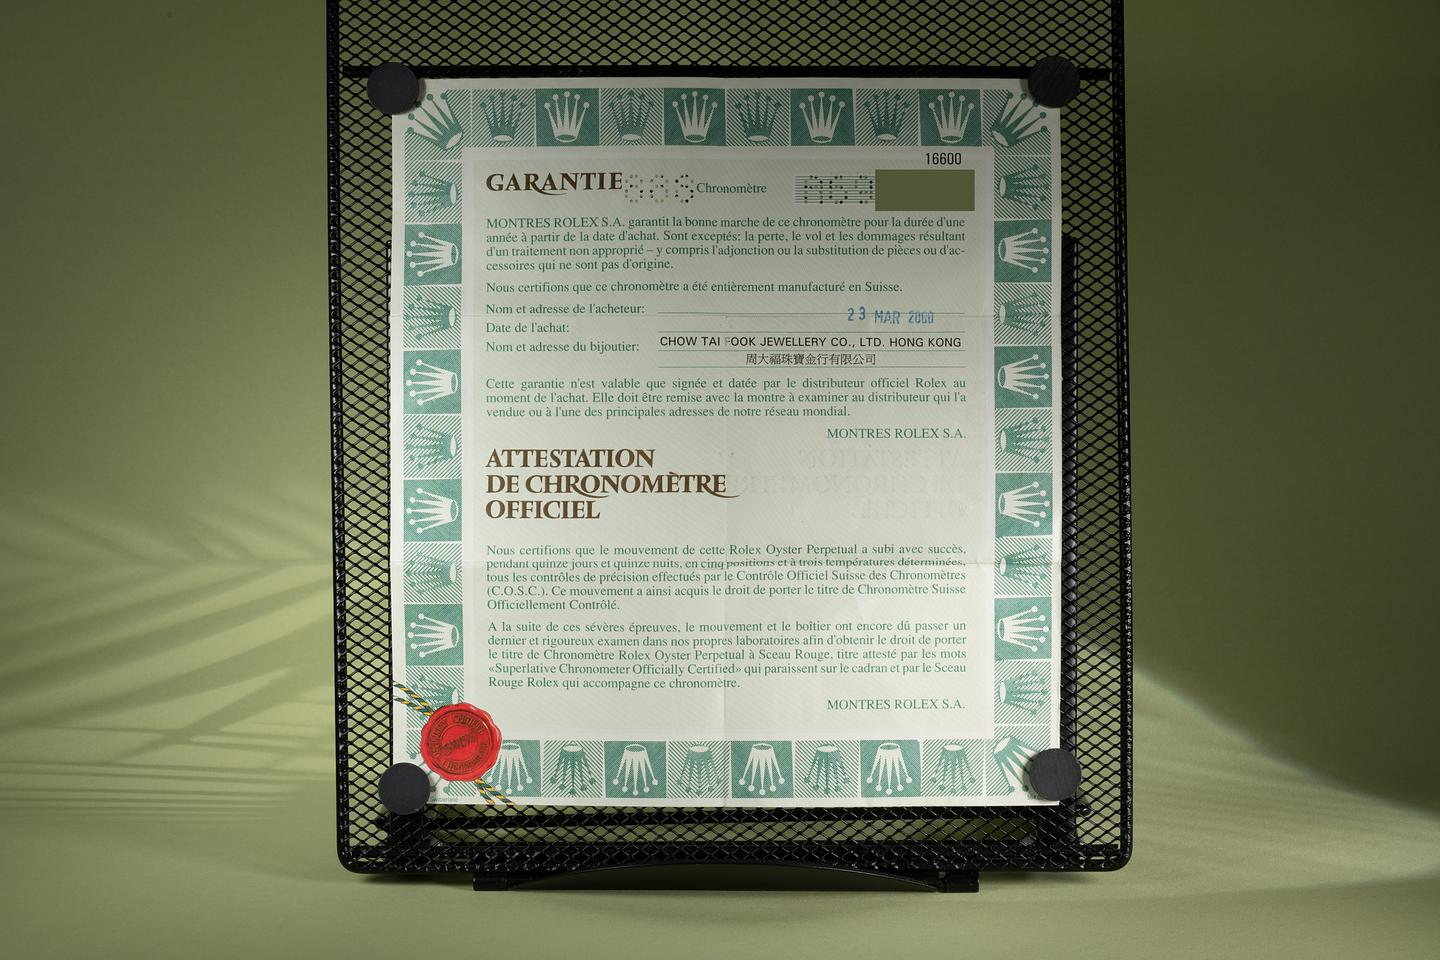 16600
GARANTIE Chronomètre
MONTRES ROLEX S.A. garantit la bonne marche de ce chronomètre pour la durée d'une
année à partir de la date d'achat. Sont exceptés: la perte, le vol et les dommages résultant
d'un traitement non approprié – y compris l'adjonction ou la substitution de pièces ou d'ac-
cessoires qui ne sont pas d'origine.
Nous certifions que ce chronomètre a été entièrement manufacturé en Suisse.
Nom et adresse de l'acheteur:
23 MAR 2000
Date de l'achat:
Nom et adresse du bijoutier: CHOW TAI FOOK JEWELLERY CO., LTD. HONG KONG
周大福珠寶金行有限公司
Cette garantie n'est valable que signée et datée par le distributeur officiel Rolex au
moment de l'achat. Elle doit être remise avec la montre à examiner au distributeur qui l'a
vendue ou à l'une des principales adresses de notre réseau mondial.
MONTRES ROLEX S.A.
ATTESTATION
DE CHRONOMÈTRE
OFFICIEL
Nous certifions que le mouvement de cette Rolex Oyster Perpetual a subi avec succès,
pendant quinze jours et quinze nuits, en cinq positions et à trois températures déterminées,
tous les contrôles de précision effectués par le Contrôle Officiel Suisse des Chronomètres
(C.O.S.C.). Ce mouvement a ainsi acquis le droit de porter le titre de Chronomètre Suisse
Officiellement Contrôlé.
A la suite de ces sévères épreuves, le mouvement et le boîtier ont encore dû passer un
dernier et rigoureux examen dans nos propres laboratoires afin d'obtenir le droit de porter
le titre de Chronomètre Rolex Oyster Perpetual à Sceau Rouge, titre attesté par les mots
«Superlative Chronometer Officially Certified» qui paraissent sur le cadran et par le Sceau
Rouge Rolex qui accompagne ce chronomètre.
MONTRES ROLEX S.A.